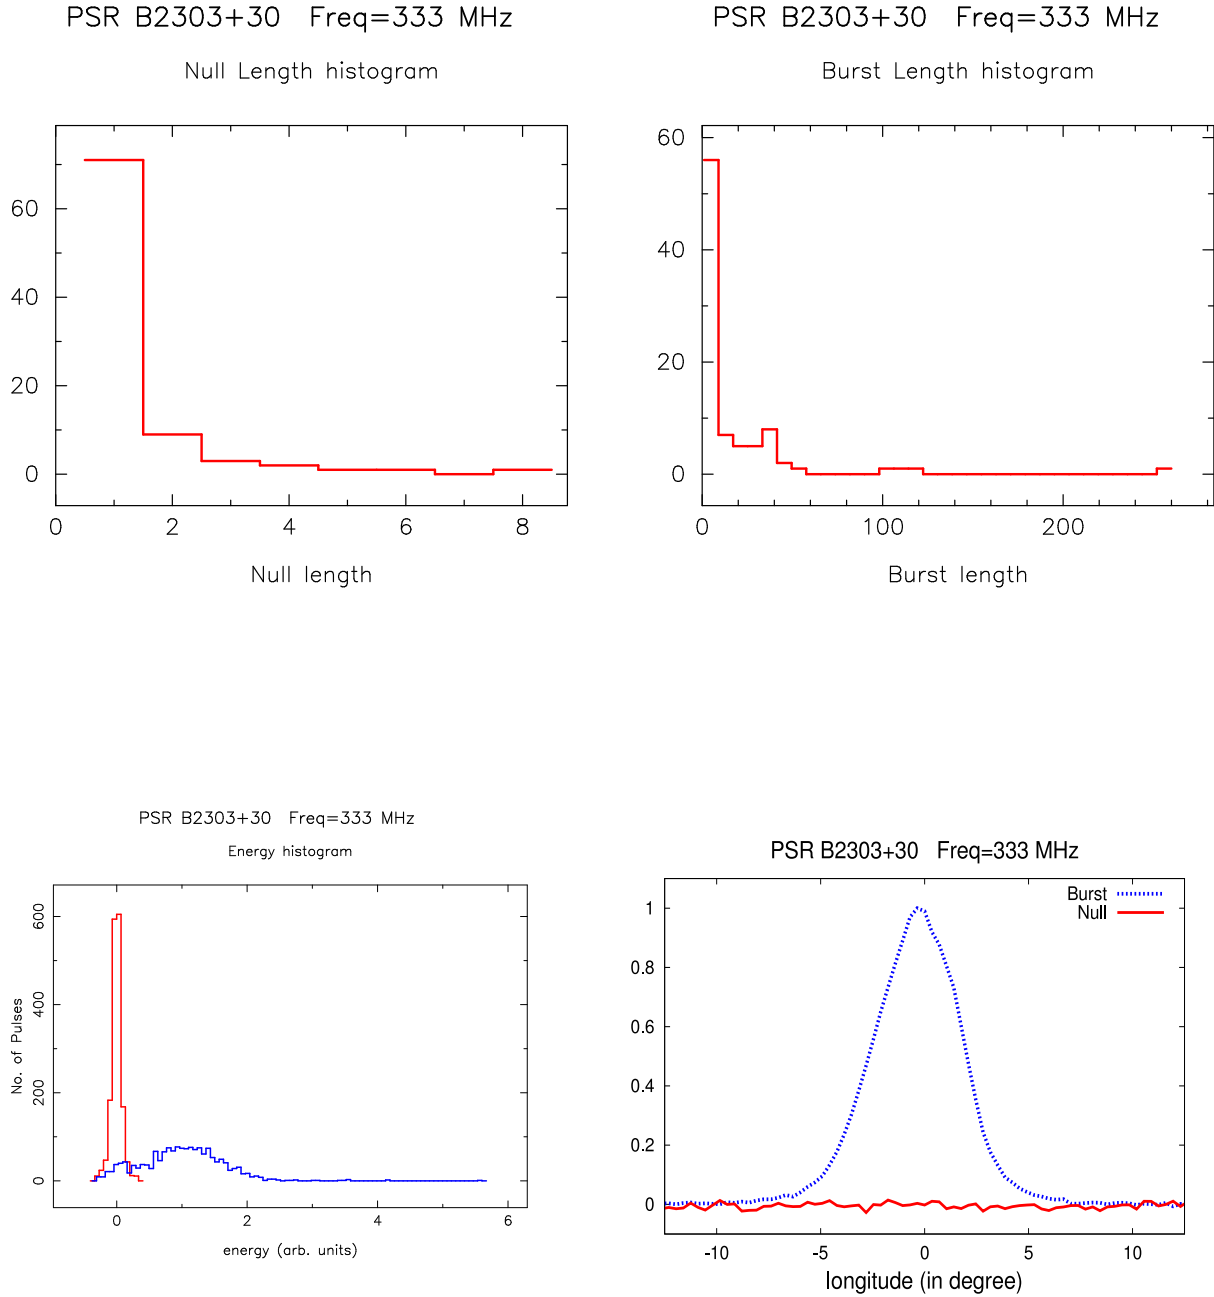 PSR B2303+30 Freq=333 MHz
Null Length histogram
60
40
20
0
0 2 4 6 8
Null length
PSR B2303+30 Freq=333 MHz
Burst Length histogram
60
40
20
0
0 100 200
Burst length
PSR B2303+30 Freq=333 MHz
Energy histogram
No. of Pulses
600
400
200
0
0 2 4 6
energy (arb. units)
PSR B2303+30 Freq=333 MHz
Burst
Null
1
0.8
0.6
0.4
0.2
0
-10 -5 0 5 10
longitude (in degree)